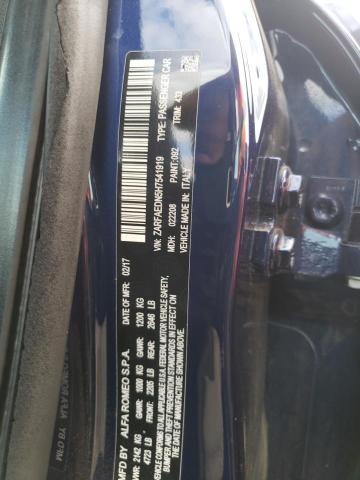 MFD BY ALFA ROMEO S.P.A. DATE OF MFR 02/17
GVWR: 2142 KG GAWR: 1000 KG GAWR: 1200 KG
4723 LB FRONT: 2205 LB REAR: 2646 LB
THIS VEHICLE CONFORMS TO ALL APPLICABLE U.S.A. FEDERAL MOTOR VEHICLE SAFETY,
BUMPER AND THEFT PREVENTION STANDARDS IN EFFECT
ON THE DATE OF MANUFACTURE SHOWN ABOVE.
VIN: ZARFAEDN5H7541919 TYPE: PASSENGER CAR
MDH: 022208 PAINT: 092 TRIM: 433
MADE IN: ITALY